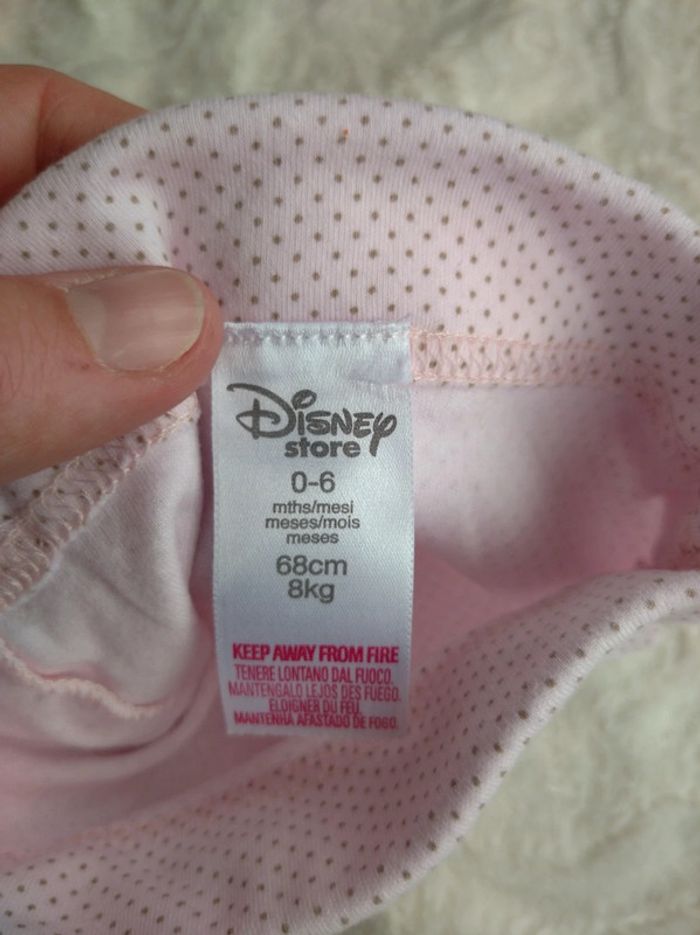 Disney
store
0-6
mths/mesi
meses/mois
meses
68cm
8kg
KEEP AWAY FROM FIRE
TENERE LONTANO DAL FUOCO.
MANTENGALO LEJOS DES FUEGO.
ELOIGNER DU FEU.
MANTENHA AFASTADO DE FOGO.